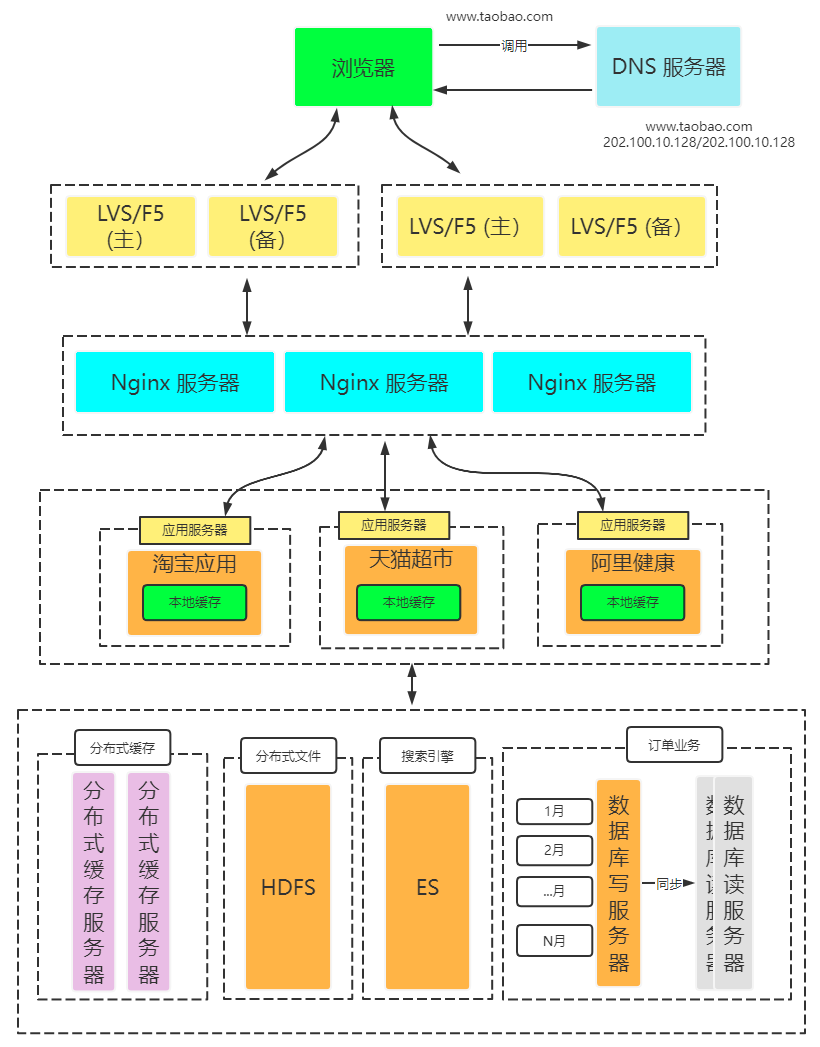 www.taobao.com
浏览器
调用
DNS 服务器
www.taobao.com
202.100.10.128/202.100.10.128
LVS/F5
(主）
LVS/F5
(备）
LVS/F5 (主）
LVS/F5 (备）
Nginx 服务器
Nginx 服务器
Nginx 服务器
应用服务器
淘宝应用
本地缓存
应用服务器
天猫超市
本地缓存
应用服务器
阿里健康
本地缓存
分布式缓存
分布式缓存服务器
分布式缓存服务器
分布式文件
HDFS
搜索引擎
ES
订单业务
1月
2月
...月
N月
数据库写服务器
同步
数据库读服务器
数据库读服务器